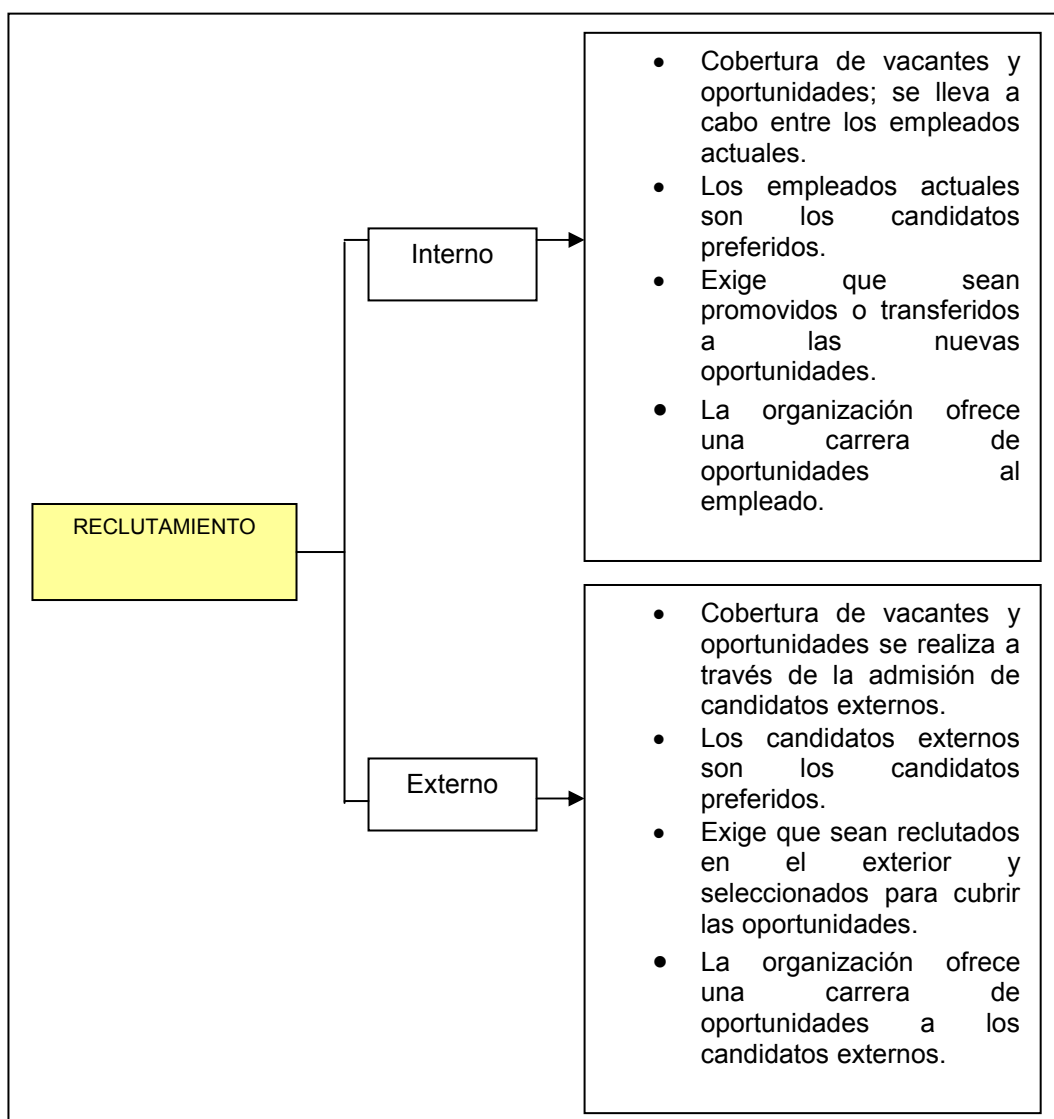 RECLUTAMIENTO
Interno
• Cobertura de vacantes y
oportunidades; se lleva a
cabo entre los empleados
actuales.
• Los empleados actuales
son los candidatos
preferidos.
• Exige que sean
promovidos o transferidos
a las nuevas
oportunidades.
• La organización ofrece
una carrera de
oportunidades al
empleado.
Externo
• Cobertura de vacantes y
oportunidades se realiza a
través de la admisión de
candidatos externos.
• Los candidatos externos
son los candidatos
preferidos.
• Exige que sean reclutados
en el exterior y
seleccionados para cubrir
las oportunidades.
• La organización ofrece
una carrera de
oportunidades a los
candidatos externos.